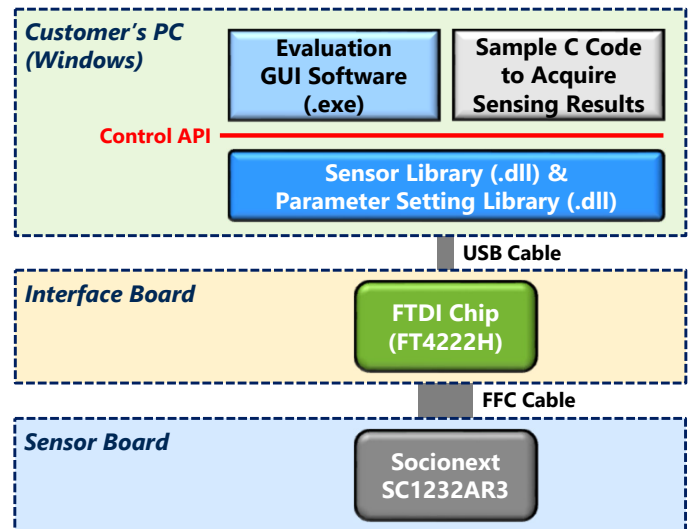 Customer's PC
(Windows)
Evaluation
GUI Software
(.exe)
Sample C Code
to Acquire
Sensing Results
Control API
Sensor Library (.dll) &
Parameter Setting Library (.dll)
USB Cable
Interface Board
FTDI Chip
(FT4222H)
FFC Cable
Sensor Board
Socionext
SC1232AR3